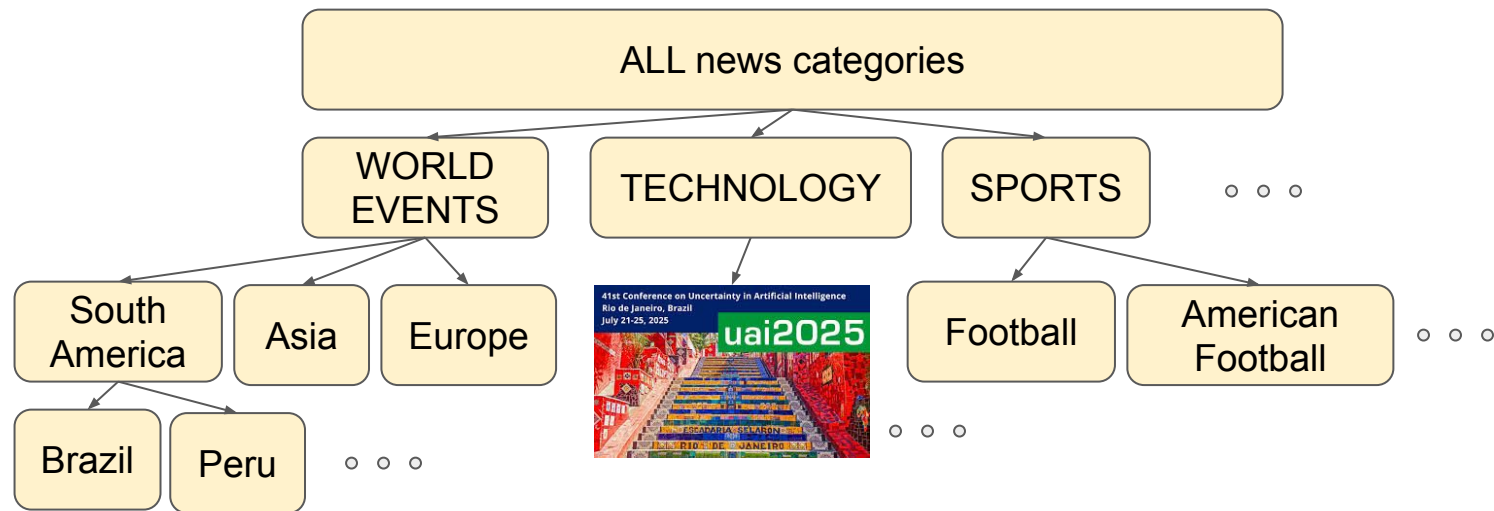 ALL news categories
WORLD
EVENTS
TECHNOLOGY
SPORTS
South
America
Asia
Europe
41st Conference on Uncertainty in Artificial Intelligence
Rio de Janeiro, Brazil
July 21-25, 2025
uai2025
ESCADARIA SELARÓN
RIO DE JANEIRO
Football
American
Football
Brazil
Peru